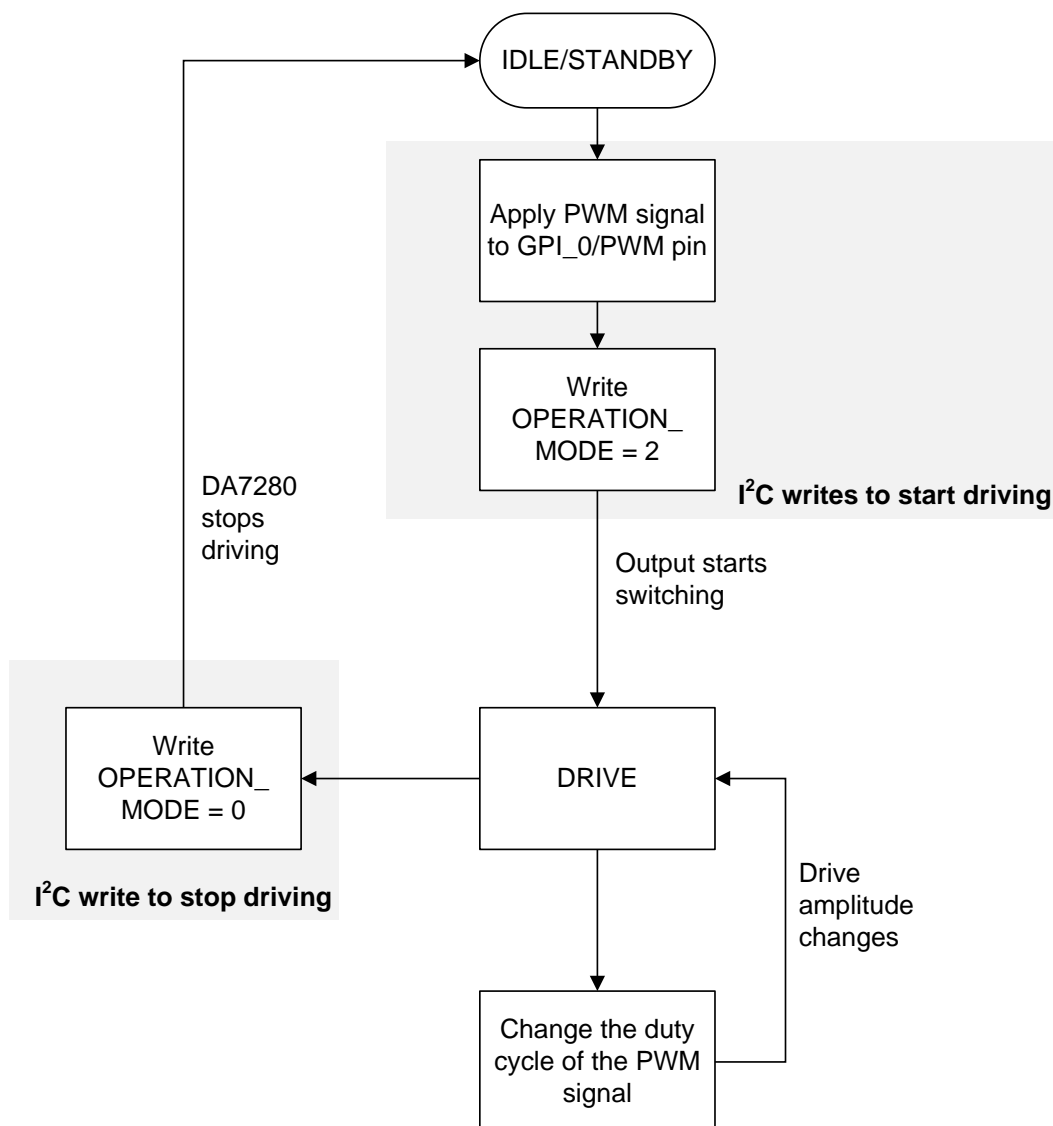 IDLE/STANDBY
Apply PWM signal
to GPI_0/PWM pin
Write
OPERATION_
MODE = 2
I²C writes to start driving
DA7280
stops
driving
Output starts
switching
Write
OPERATION_
MODE = 0
I²C write to stop driving
DRIVE
Drive
amplitude
changes
Change the duty
cycle of the PWM
signal